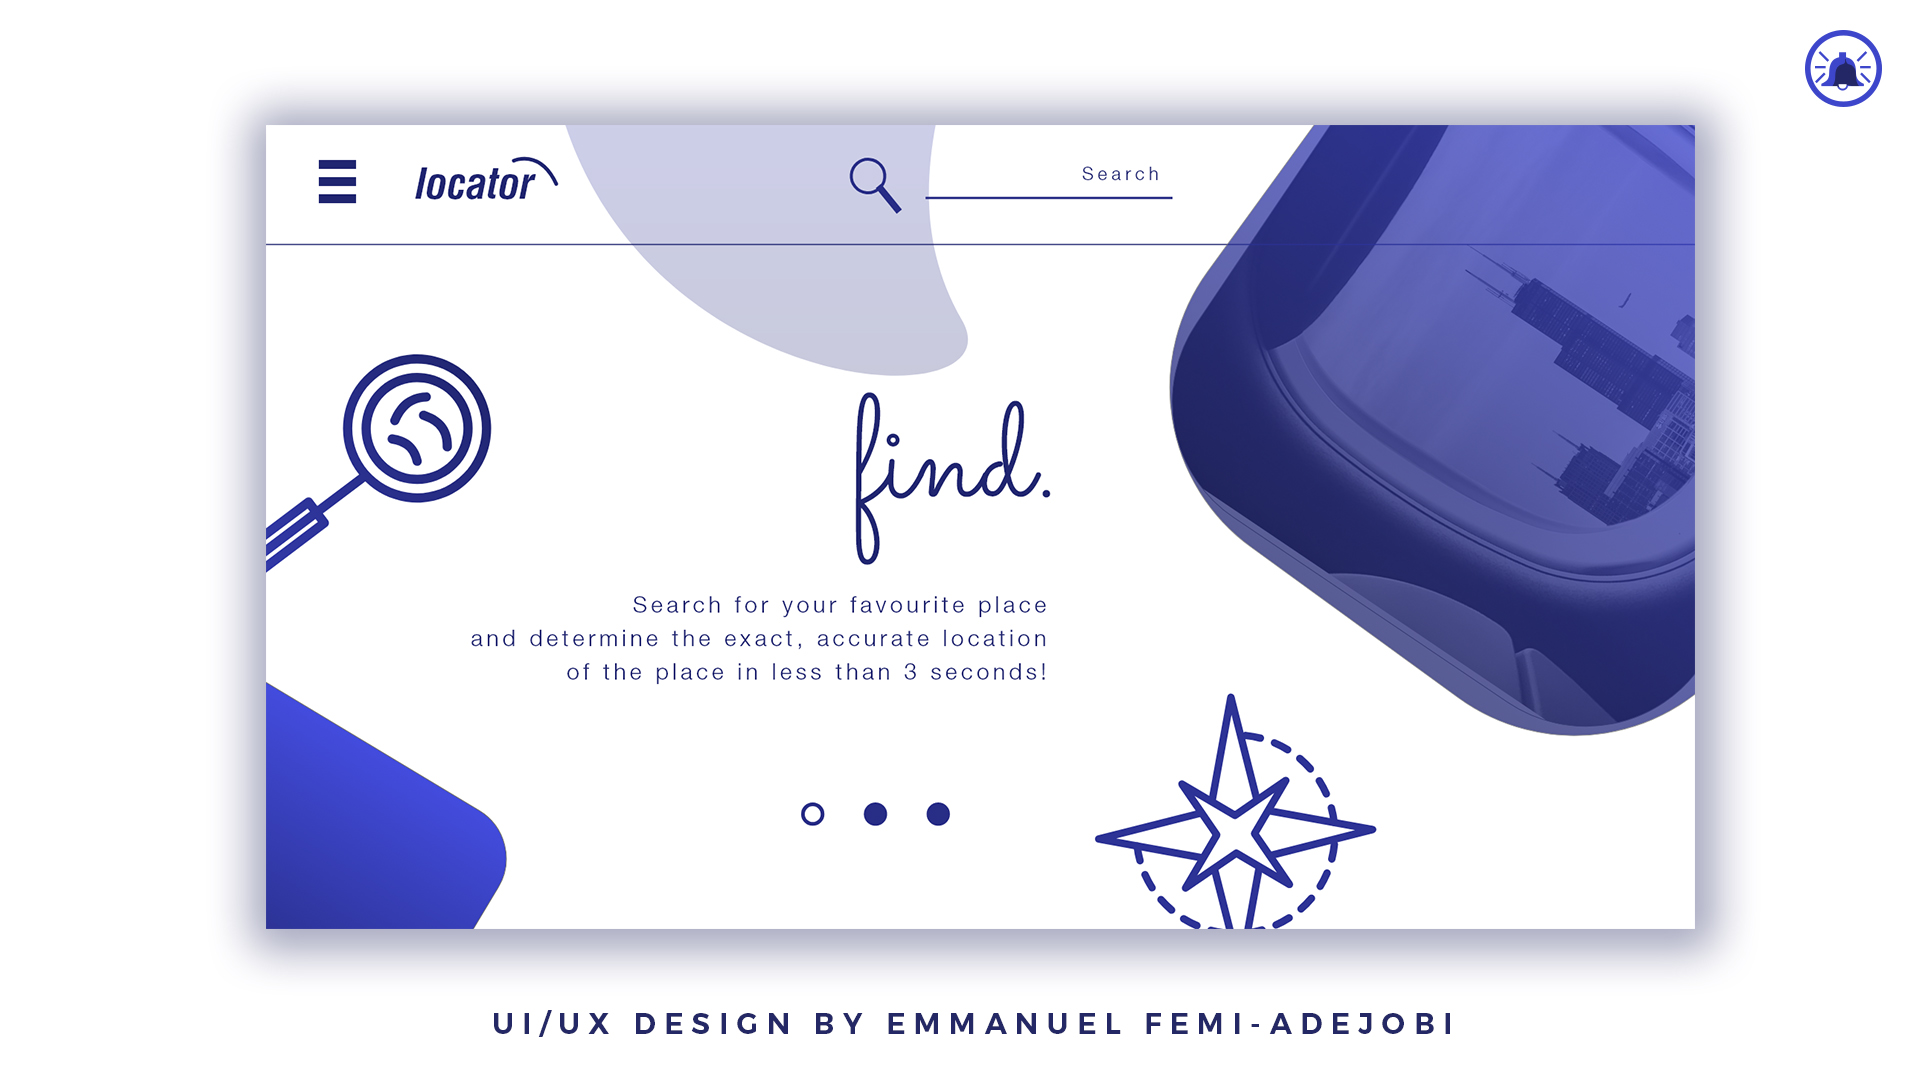 locator
Search
find.
Search for your favourite place
and determine the exact, accurate location
of the place in less than 3 seconds!
UI/UX DESIGN BY EMMANUEL FEMI-ADEJOBI